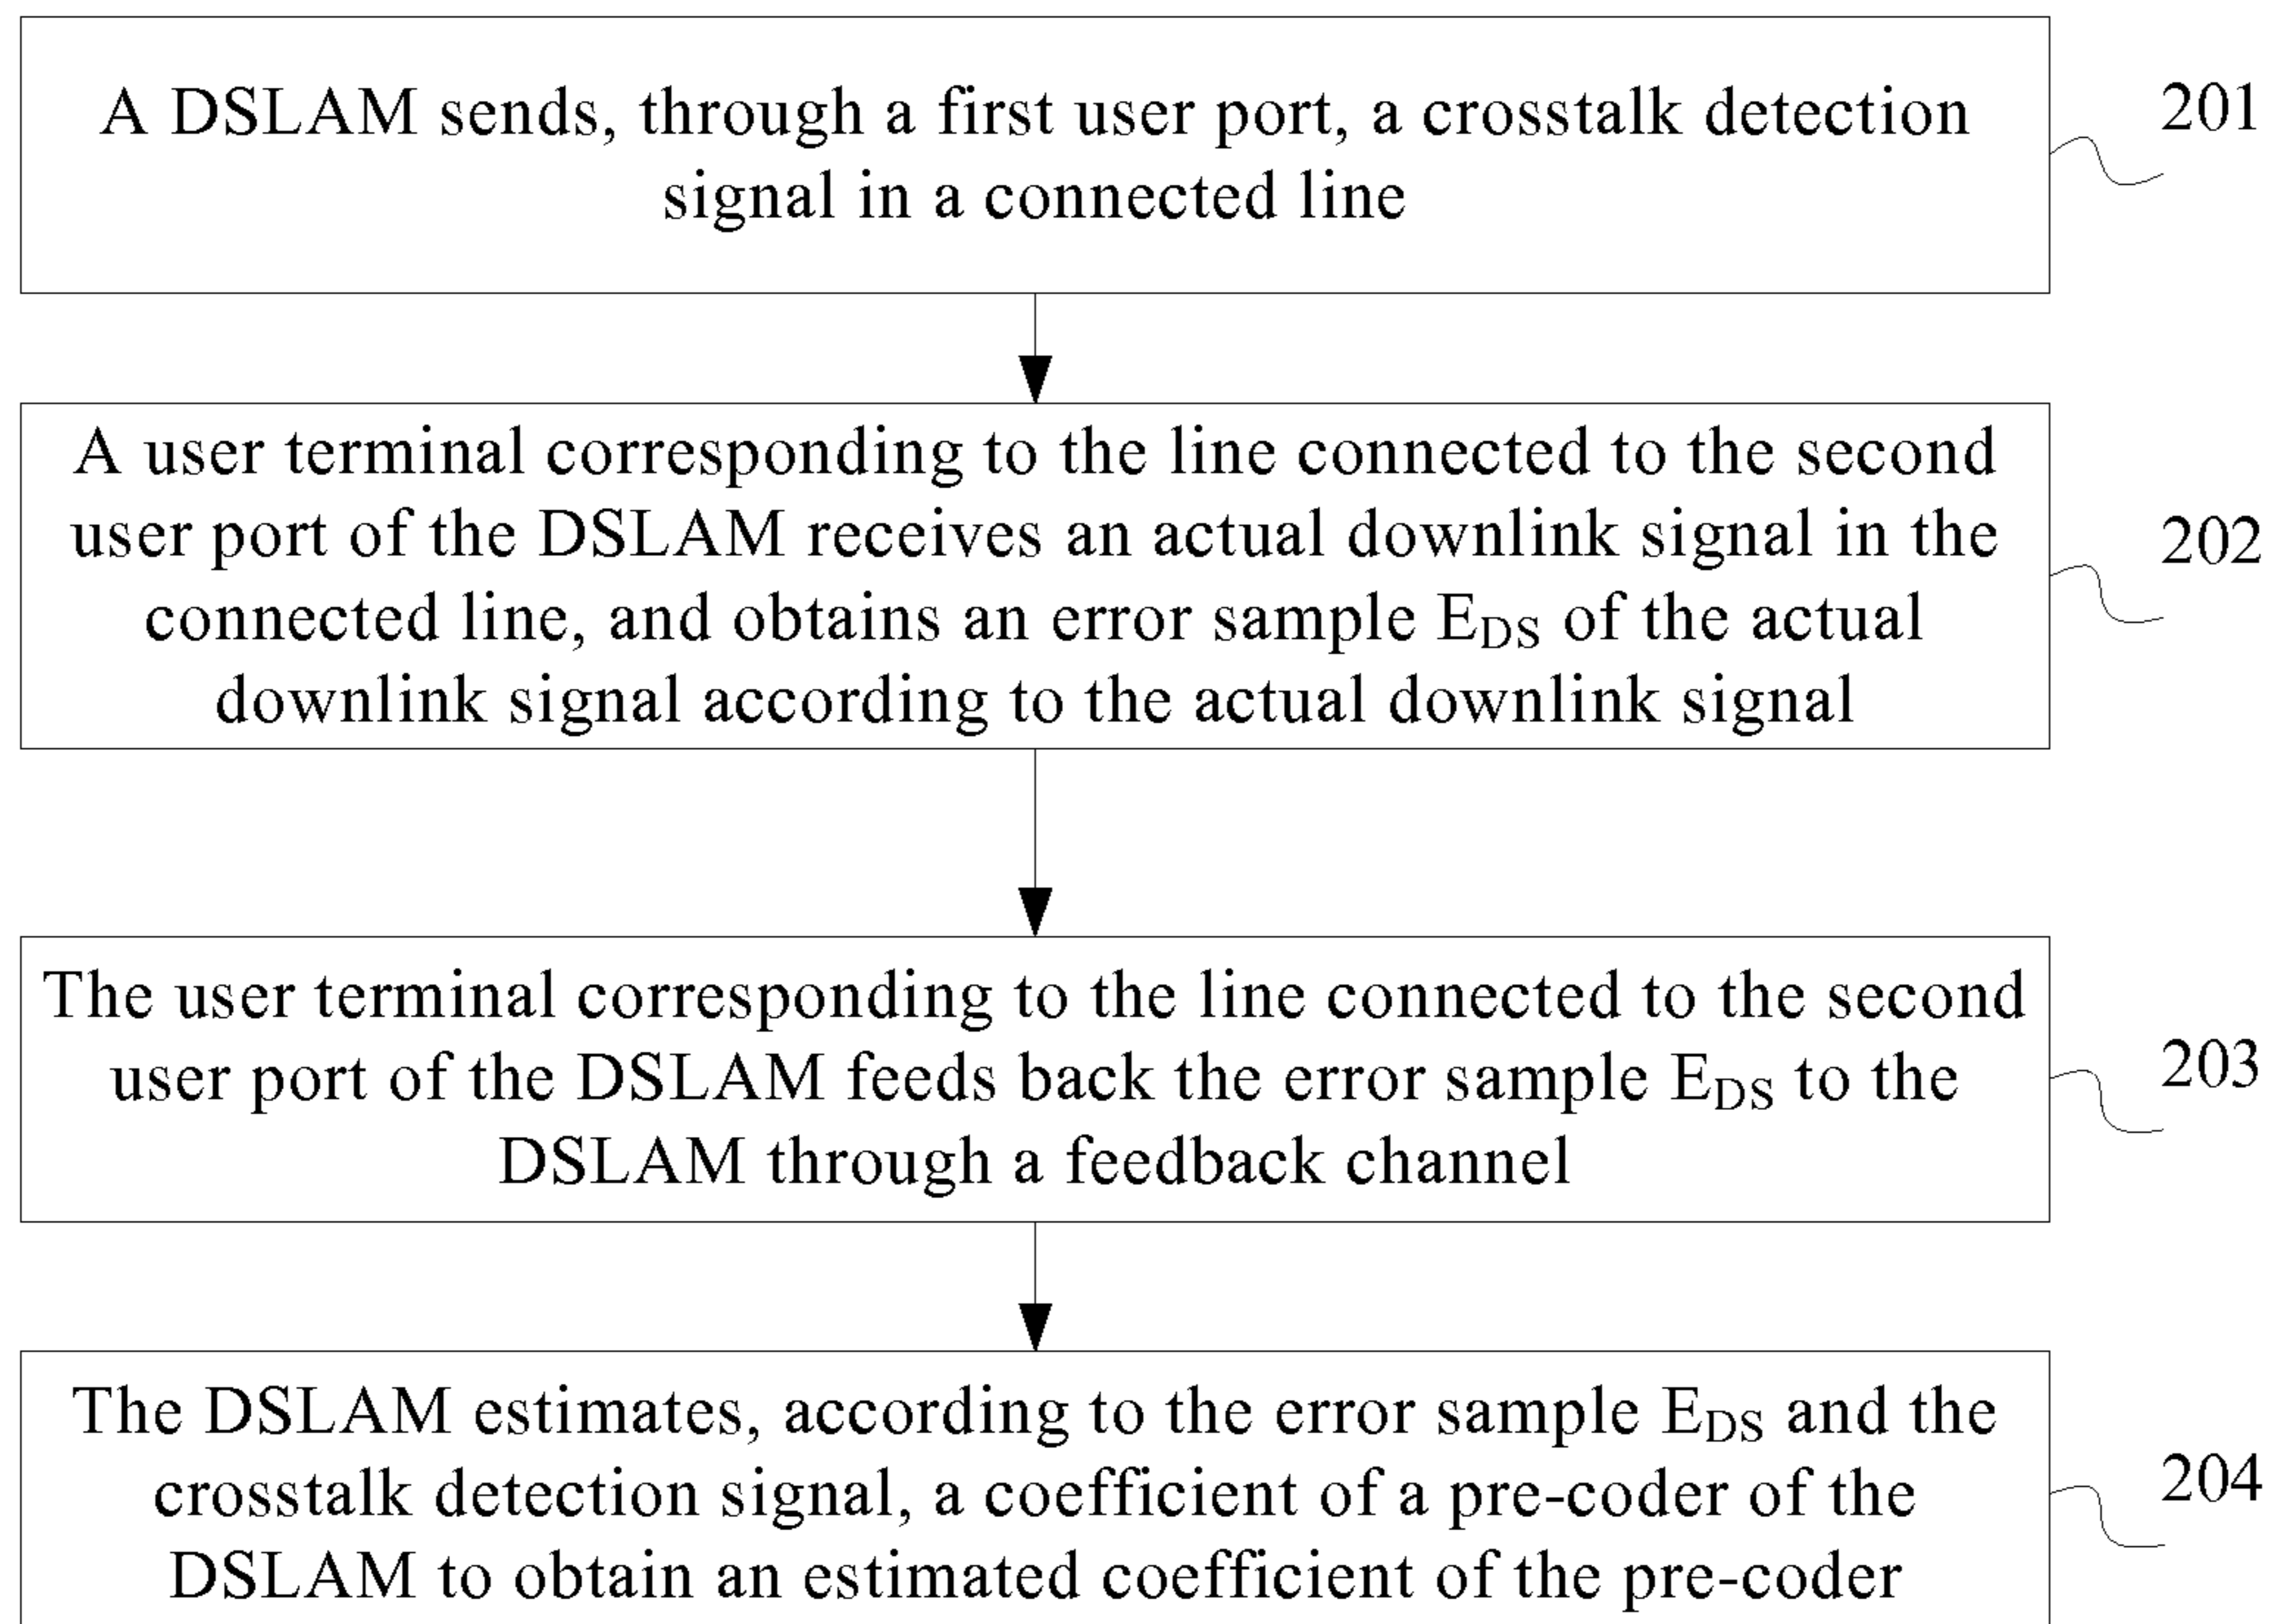 A DSLAM sends, through a first user port, a crosstalk detection
signal in a connected line
201
A user terminal corresponding to the line connected to the second
user port of the DSLAM receives an actual downlink signal in the
connected line, and obtains an error sample EDS of the actual
downlink signal according to the actual downlink signal
202
The user terminal corresponding to the line connected to the second
user port of the DSLAM feeds back the error sample EDS to the
DSLAM through a feedback channel
203
The DSLAM estimates, according to the error sample EDS and the
crosstalk detection signal, a coefficient of a pre-coder of the
DSLAM to obtain an estimated coefficient of the pre-coder
204